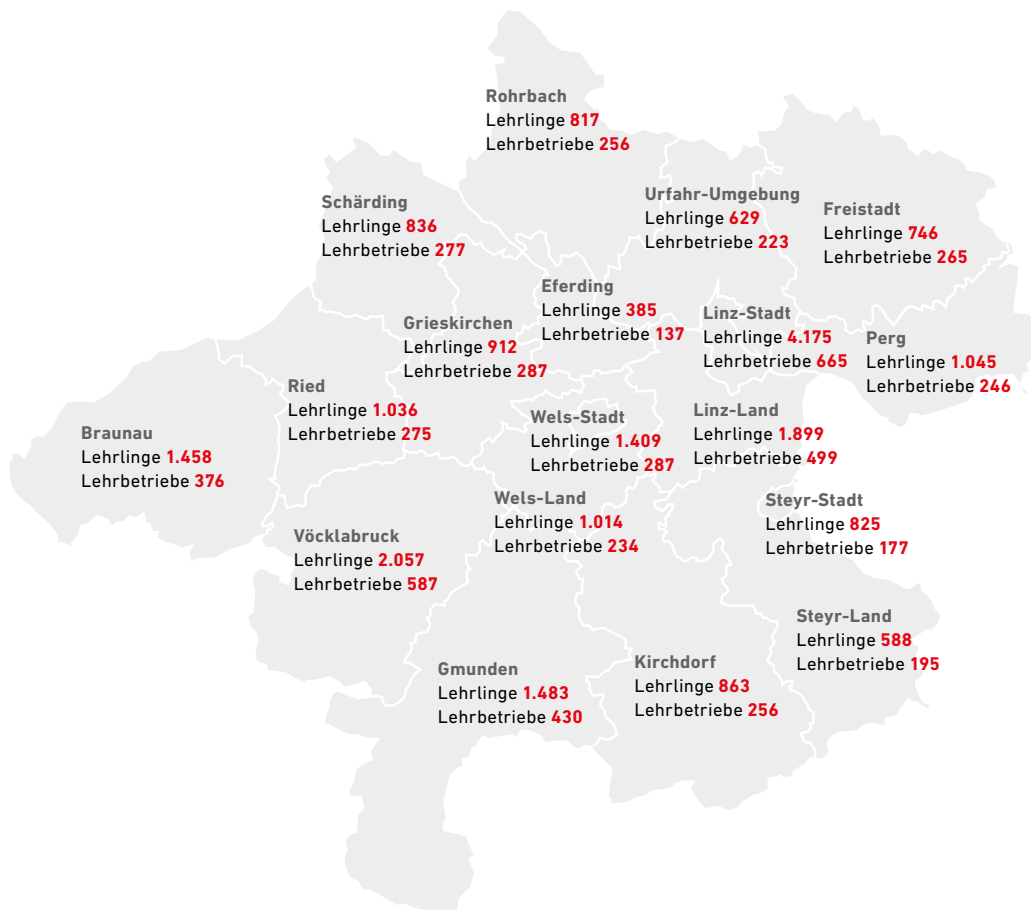 Rohrbach
Lehrlinge 817
Lehrbetriebe 256
Urfahr-Umgebung
Lehrlinge 629
Lehrbetriebe 223
Schärding
Lehrlinge 836
Lehrbetriebe 277
Freistadt
Lehrlinge 746
Lehrbetriebe 265
Eferding
Lehrlinge 385
Lehrbetriebe 137
Linz-Stadt
Lehrlinge 4.175
Lehrbetriebe 665
Grieskirchen
Lehrlinge 912
Lehrbetriebe 287
Perg
Lehrlinge 1.045
Lehrbetriebe 246
Ried
Lehrlinge 1.036
Lehrbetriebe 275
Wels-Stadt
Lehrlinge 1.409
Lehrbetriebe 287
Linz-Land
Lehrlinge 1.899
Lehrbetriebe 499
Braunau
Lehrlinge 1.458
Lehrbetriebe 376
Wels-Land
Lehrlinge 1.014
Lehrbetriebe 234
Steyr-Stadt
Lehrlinge 825
Lehrbetriebe 177
Vöcklabruck
Lehrlinge 2.057
Lehrbetriebe 587
Steyr-Land
Lehrlinge 588
Lehrbetriebe 195
Gmunden
Lehrlinge 1.483
Lehrbetriebe 430
Kirchdorf
Lehrlinge 863
Lehrbetriebe 256